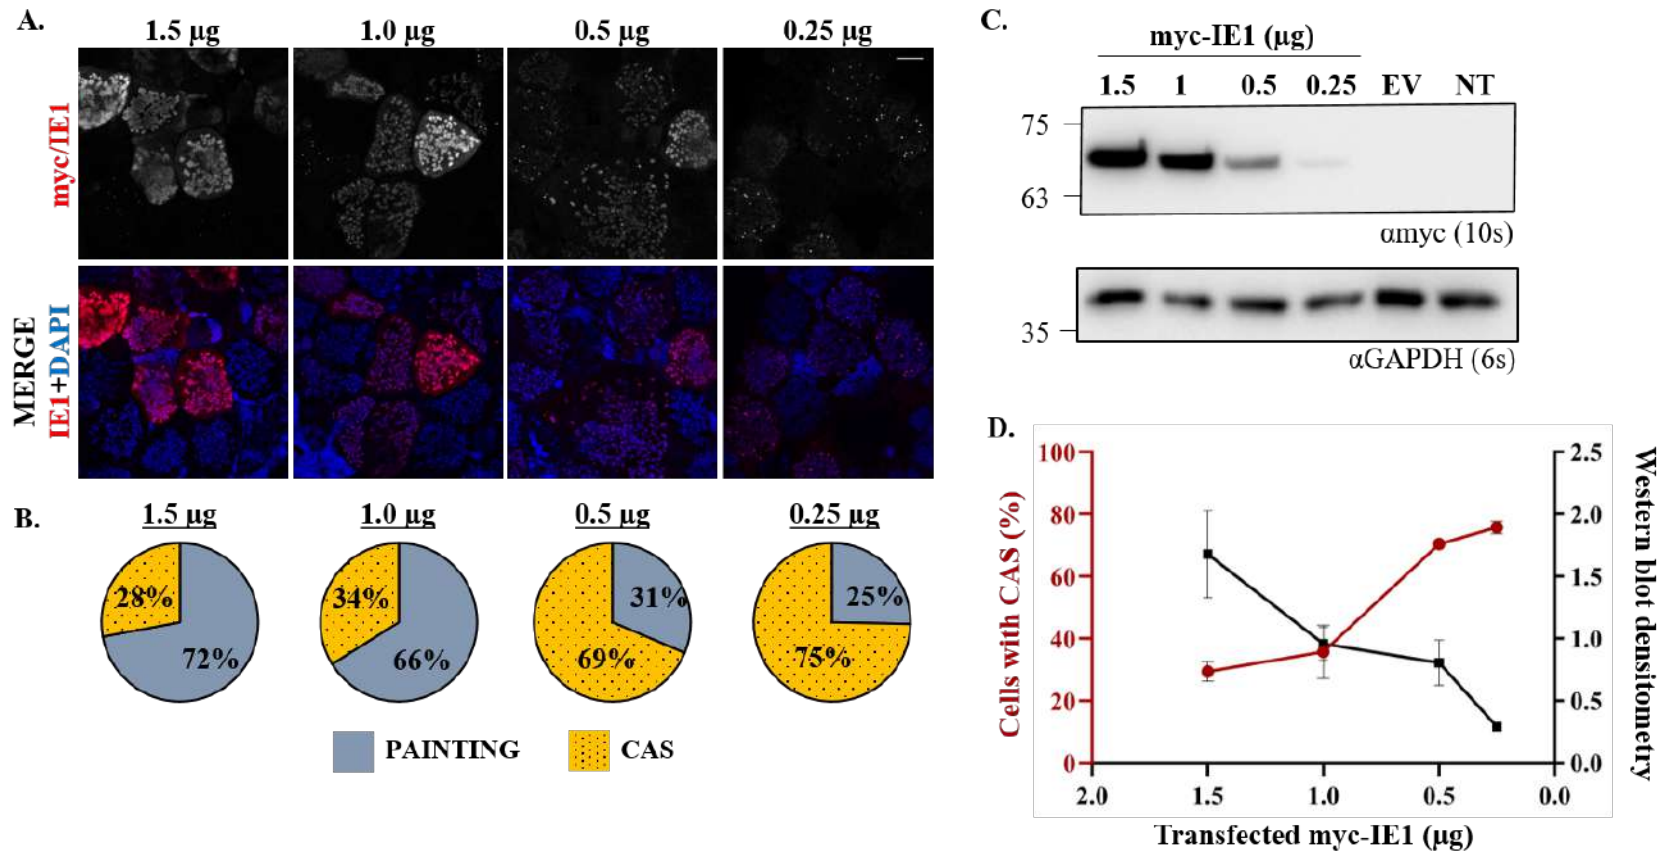 A.
1.5 µg 1.0 µg 0.5 µg 0.25 µg
myc/IE1
MERGE
IE1+DAPI
B.
1.5 µg 1.0 µg 0.5 µg 0.25 µg
28% 72%
34% 66%
31% 69%
25% 75%
PAINTING CAS
C.
myc-IE1 (µg)
1.5 1 0.5 0.25 EV NT
75
63
αmyc (10s)
35
αGAPDH (6s)
D.
Cells with CAS (%)
100
80
60
40
20
0
2.5
2.0
1.5
1.0
0.5
0.0
Western blot densitometry
2.0 1.5 1.0 0.5 0.0
Transfected myc-IE1 (µg)